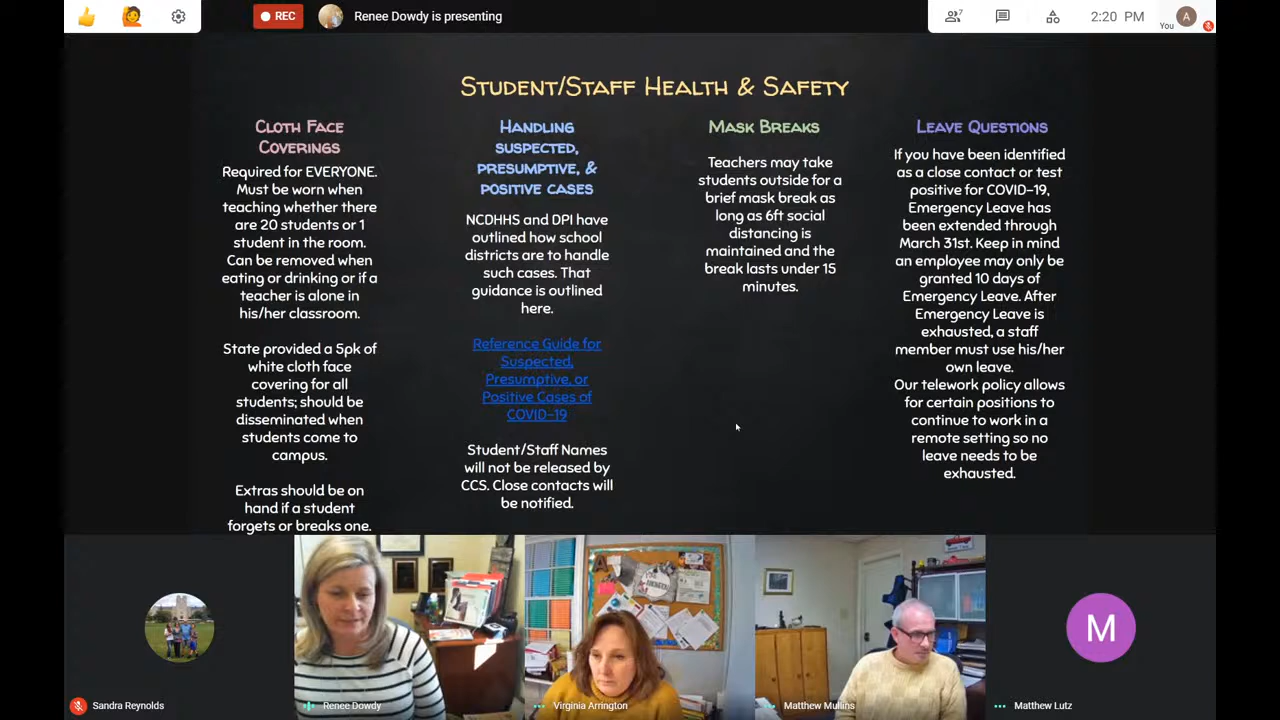 REC
Renee Dowdy is presenting
7
2:20 PM
You
A
STUDENT/STAFF HEALTH & SAFETY
CLOTH FACE
COVERINGS
Required for EVERYONE.
Must be worn when
teaching whether there
are 20 students or 1
student in the room.
Can be removed when
eating or drinking or if a
teacher is alone in
his/her classroom.
State provided a 5pk of
white cloth face
covering for all
students; should be
disseminated when
students come to
campus.
Extras should be on
hand if a student
forgets or breaks one.
HANDLING
SUSPECTED,
PRESUMPTIVE, &
POSITIVE CASES
NCDHHS and DPI have
outlined how school
districts are to handle
such cases. That
guidance is outlined
here.
Reference Guide for
Suspected,
Presumptive, or
Positive Cases of
COVID-19
Student/Staff Names
will not be released by
CCS. Close contacts will
be notified.
MASK BREAKS
Teachers may take
students outside for a
brief mask break as
long as 6ft social
distancing is
maintained and the
break lasts under 15
minutes.
LEAVE QUESTIONS
If you have been identified
as a close contact or test
positive for COVID-19,
Emergency Leave has
been extended through
March 31st. Keep in mind
an employee may only be
granted 10 days of
Emergency Leave. After
Emergency Leave is
exhausted, a staff
member must use his/her
own leave.
Our telework policy allows
for certain positions to
continue to work in a
remote setting so no
leave needs to be
exhausted.
M
Sandra Reynolds
Renee Dowdy
Virginia Arrington
Matthew Mullins
Matthew Lutz